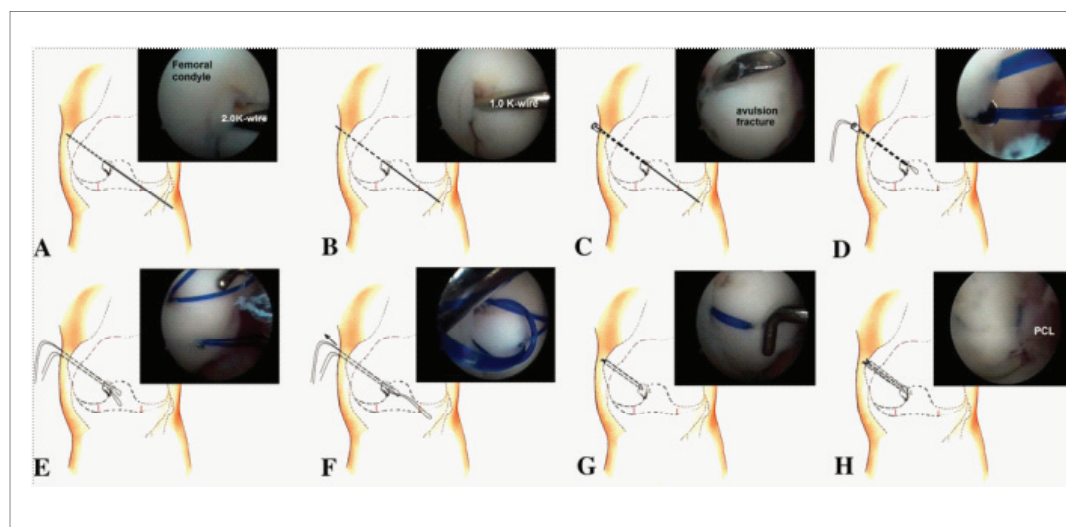 Femoral
condyle
2.0K-wire
A
1.0 K-wire
B
avulsion
fracture
C
D
E
F
G
PCL
H